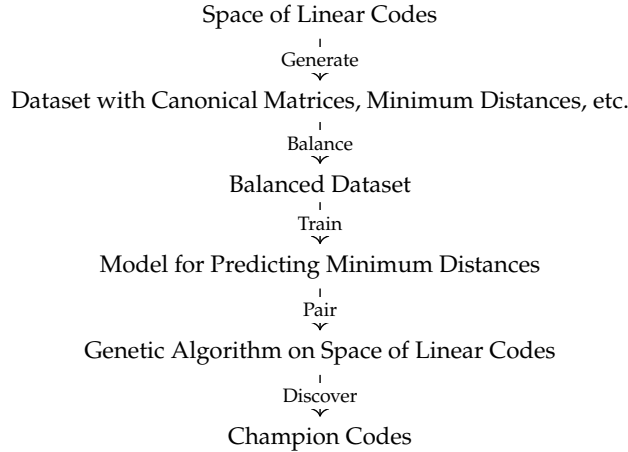 Space of Linear Codes
Generate
Dataset with Canonical Matrices, Minimum Distances, etc.
Balance
Balanced Dataset
Train
Model for Predicting Minimum Distances
Pair
Genetic Algorithm on Space of Linear Codes
Discover
Champion Codes